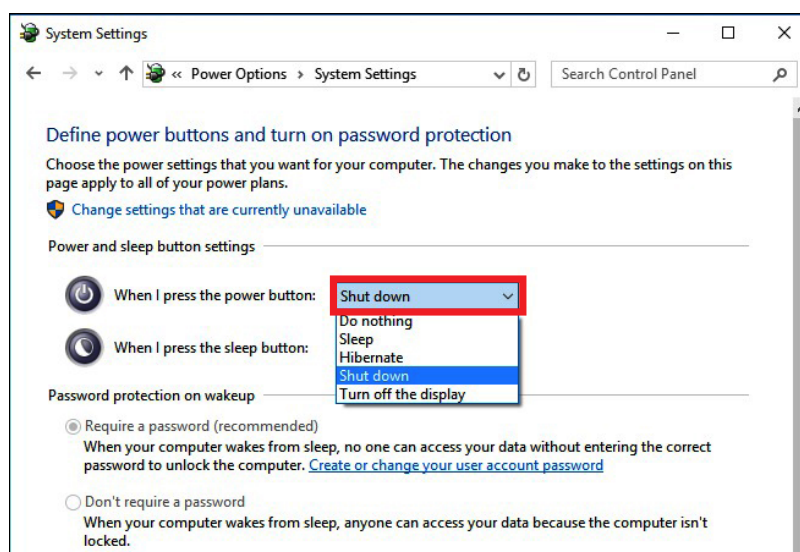 System Settings
« Power Options › System Settings
Search Control Panel
Define power buttons and turn on password protection
Choose the power settings that you want for your computer. The changes you make to the settings on this
page apply to all of your power plans.
Change settings that are currently unavailable
Power and sleep button settings
When I press the power button:
Shut down
Do nothing
Sleep
When I press the sleep button:
Hibernate
Shut down
Turn off the display
Password protection on wakeup
Require a password (recommended)
When your computer wakes from sleep, no one can access your data without entering the correct
password to unlock the computer. Create or change your user account password
Don't require a password
When your computer wakes from sleep, anyone can access your data because the computer isn't
locked.